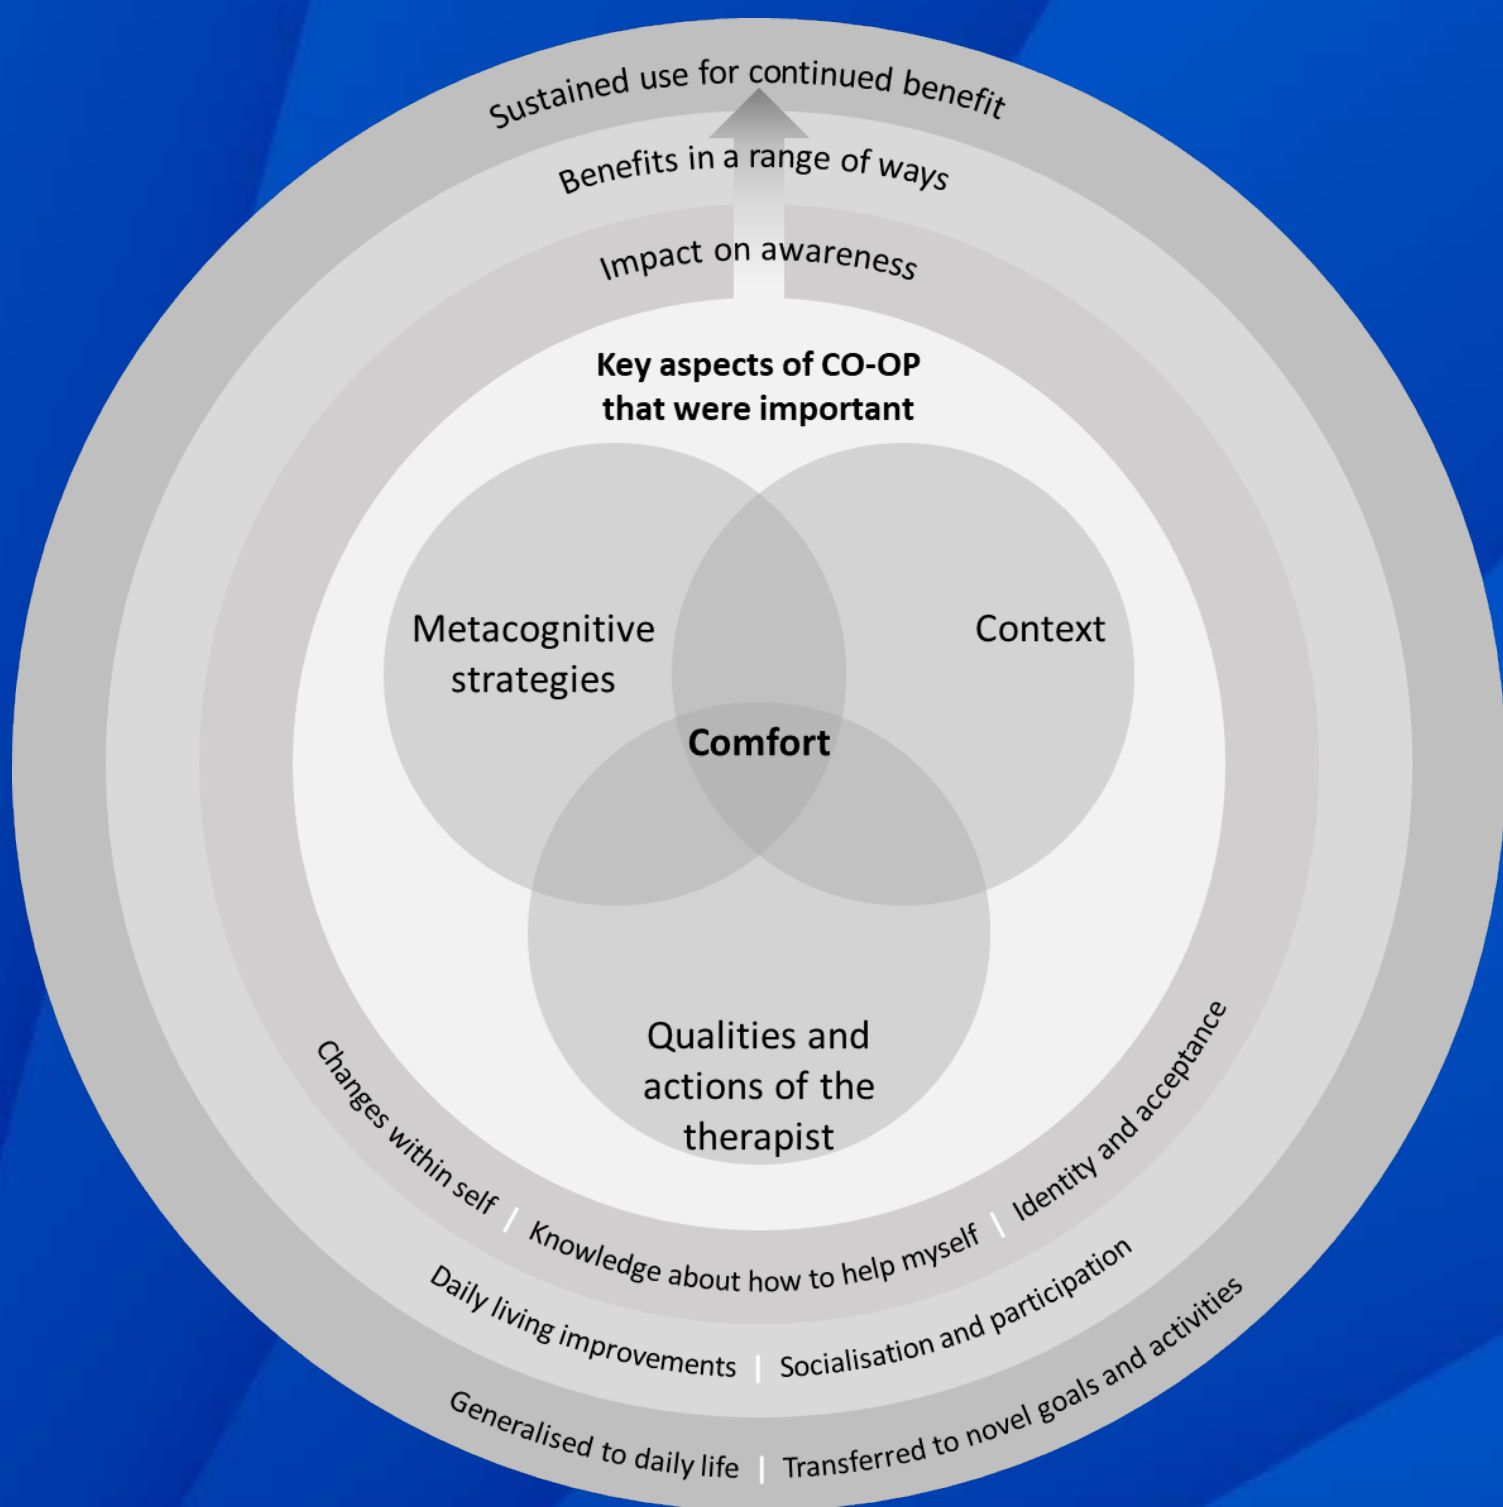 Sustained use for continued benefit
Benefits in a range of ways
Impact on awareness
Key aspects of CO-OP
that were important
Metacognitive
strategies
Context
Comfort
Qualities and
actions of the
therapist
Changes within self | Knowledge about how to help myself | Identity and acceptance
Daily living improvements | Socialisation and participation
Generalised to daily life | Transferred to novel goals and activities